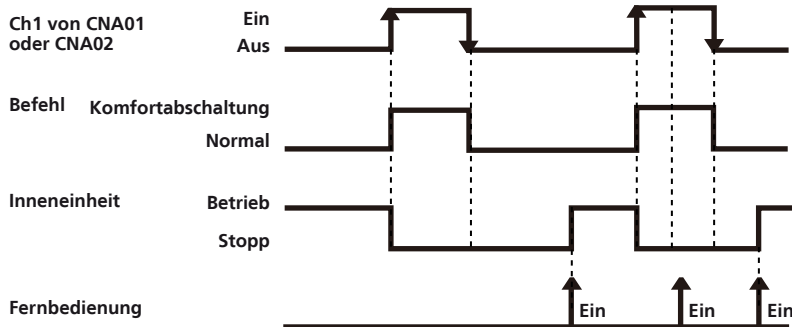 Ch1 von CNA01
oder CNA02
Ein
Aus
Befehl Komfortabschaltung
Normal
Inneneinheit Betrieb
Stopp
Fernbedienung
Ein Ein Ein